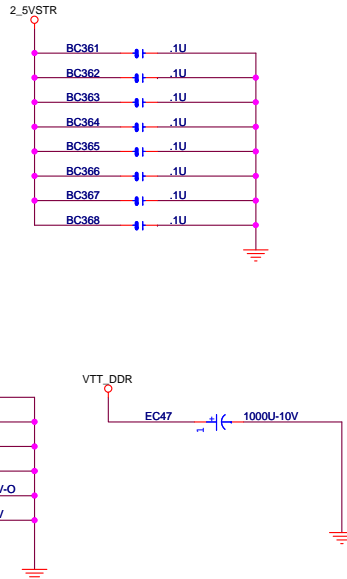 2_5VSTR
BC361 .1U
BC362 .1U
BC363 .1U
BC364 .1U
BC365 .1U
BC366 .1U
BC367 .1U
BC368 .1U
VTT_DDR
EC47 1000U-10V
1 +
V-O
V